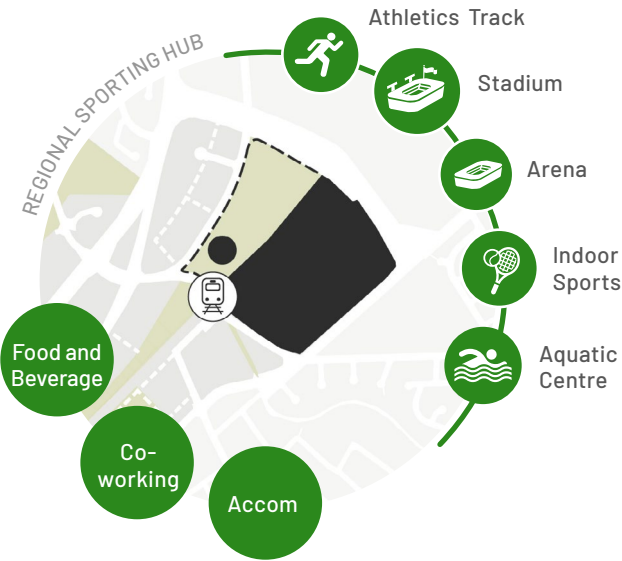 REGIONAL SPORTING HUB
Athletics Track
Stadium
Arena
Indoor
Sports
Aquatic
Centre
Food and
Beverage
Co-
working
Accom